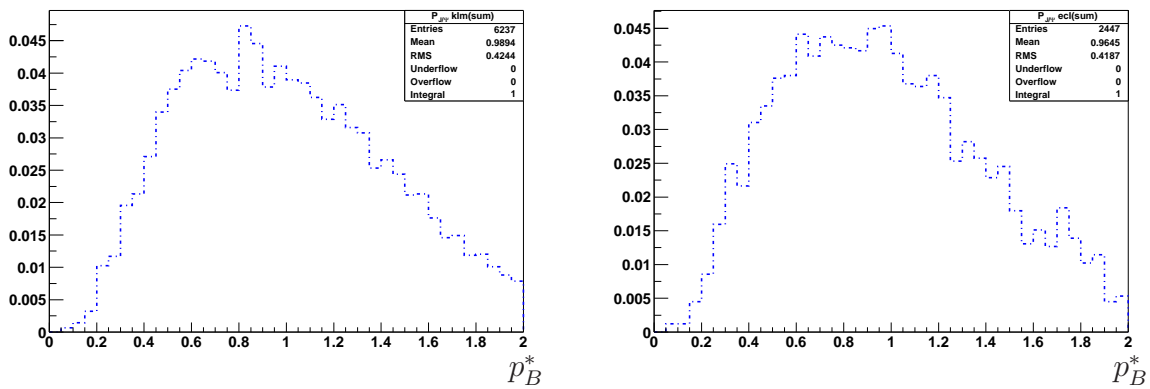 P_{J/Ψ} klm(sum)
Entries 6237
Mean 0.9894
RMS 0.4244
Underflow 0
Overflow 0
Integral 1
0.045
0.04
0.035
0.03
0.025
0.02
0.015
0.01
0.005
0
0 0.2 0.4 0.6 0.8 1 1.2 1.4 1.6 1.8 2
p*_B
P_{J/Ψ} ecl(sum)
Entries 2447
Mean 0.9645
RMS 0.4187
Underflow 0
Overflow 0
Integral 1
0.045
0.04
0.035
0.03
0.025
0.02
0.015
0.01
0.005
0
0 0.2 0.4 0.6 0.8 1 1.2 1.4 1.6 1.8 2
p*_B